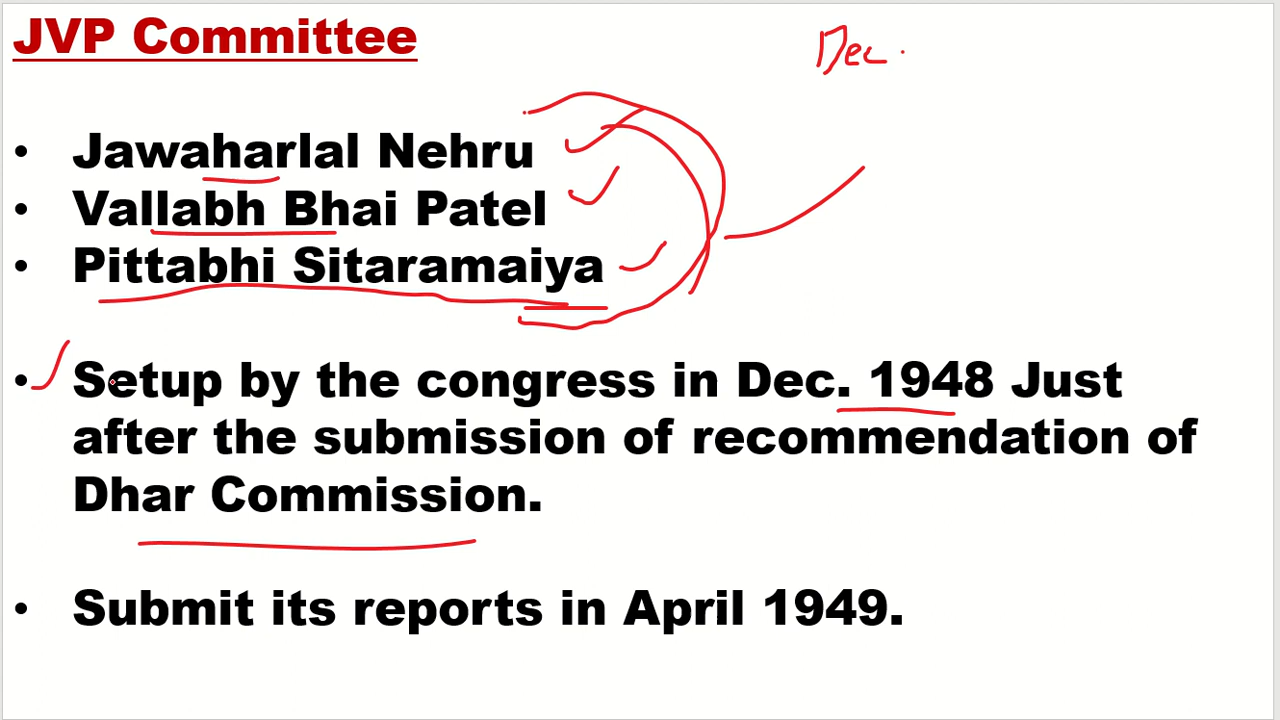 JVP Committee
Dec.
• Jawaharlal Nehru
• Vallabh Bhai Patel
• Pittabhi Sitaramaiya
• Setup by the congress in Dec. 1948 Just
after the submission of recommendation of
Dhar Commission.
• Submit its reports in April 1949.